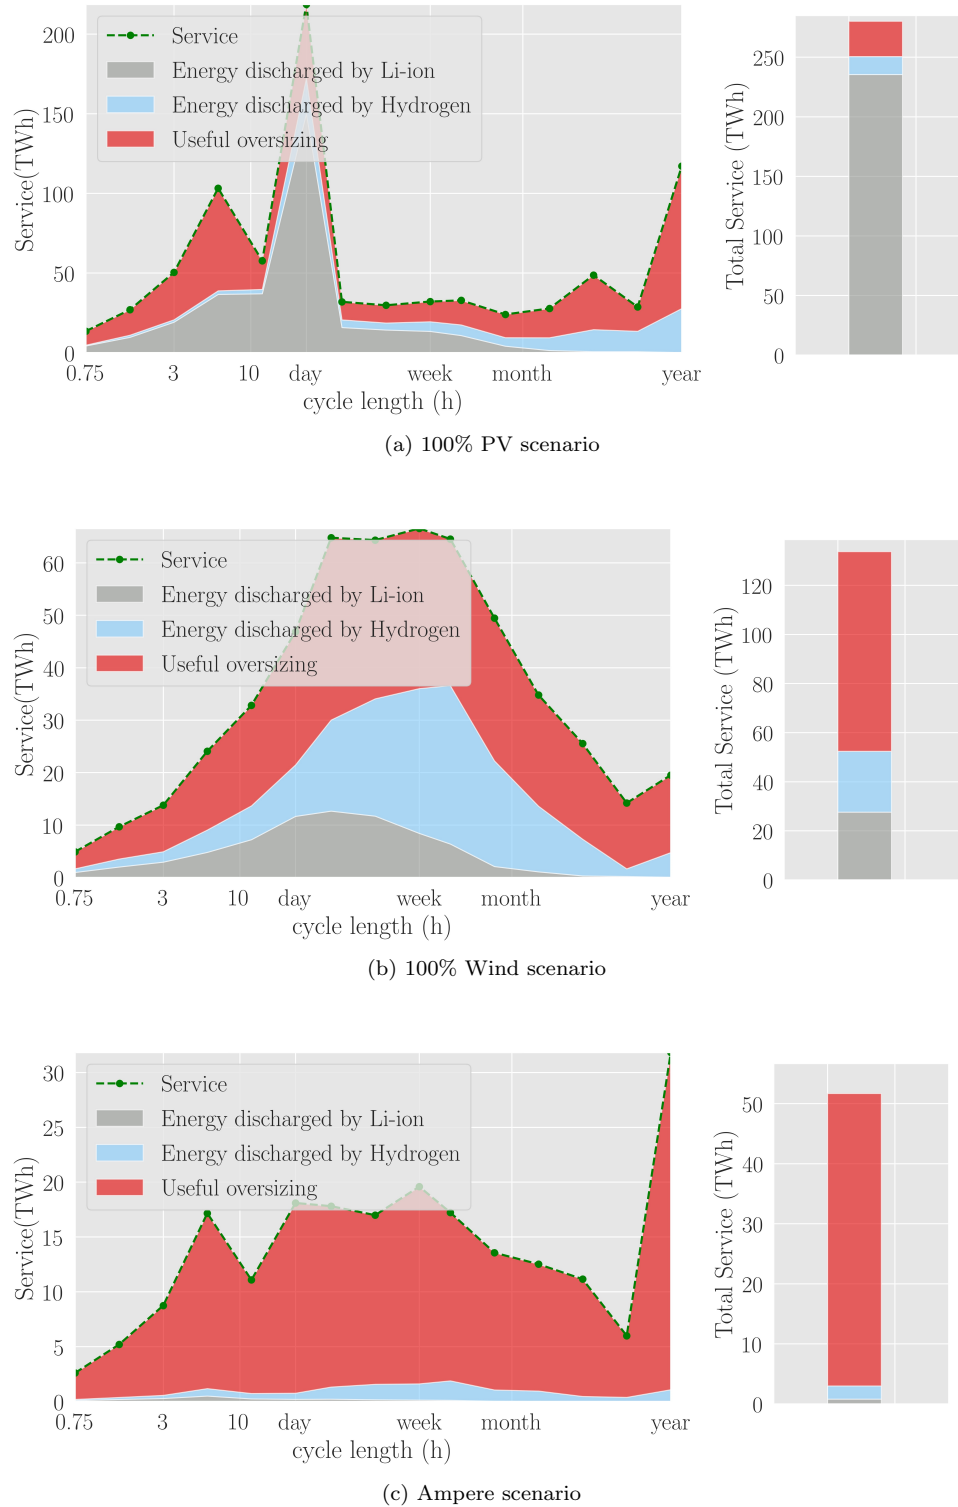 200
150
100
50
0
Service(TWh)
Service
Energy discharged by Li-ion
Energy discharged by Hydrogen
Useful oversizing
0.75 3 10 day week month year
cycle length (h)
250
200
150
100
50
0
Total Service (TWh)
(a) 100% PV scenario
60
50
40
30
20
10
0
Service(TWh)
Service
Energy discharged by Li-ion
Energy discharged by Hydrogen
Useful oversizing
0.75 3 10 day week month year
cycle length (h)
120
100
80
60
40
20
0
Total Service (TWh)
(b) 100% Wind scenario
30
25
20
15
10
5
0
Service(TWh)
Service
Energy discharged by Li-ion
Energy discharged by Hydrogen
Useful oversizing
0.75 3 10 day week month year
cycle length (h)
50
40
30
20
10
0
Total Service (TWh)
(c) Ampere scenario